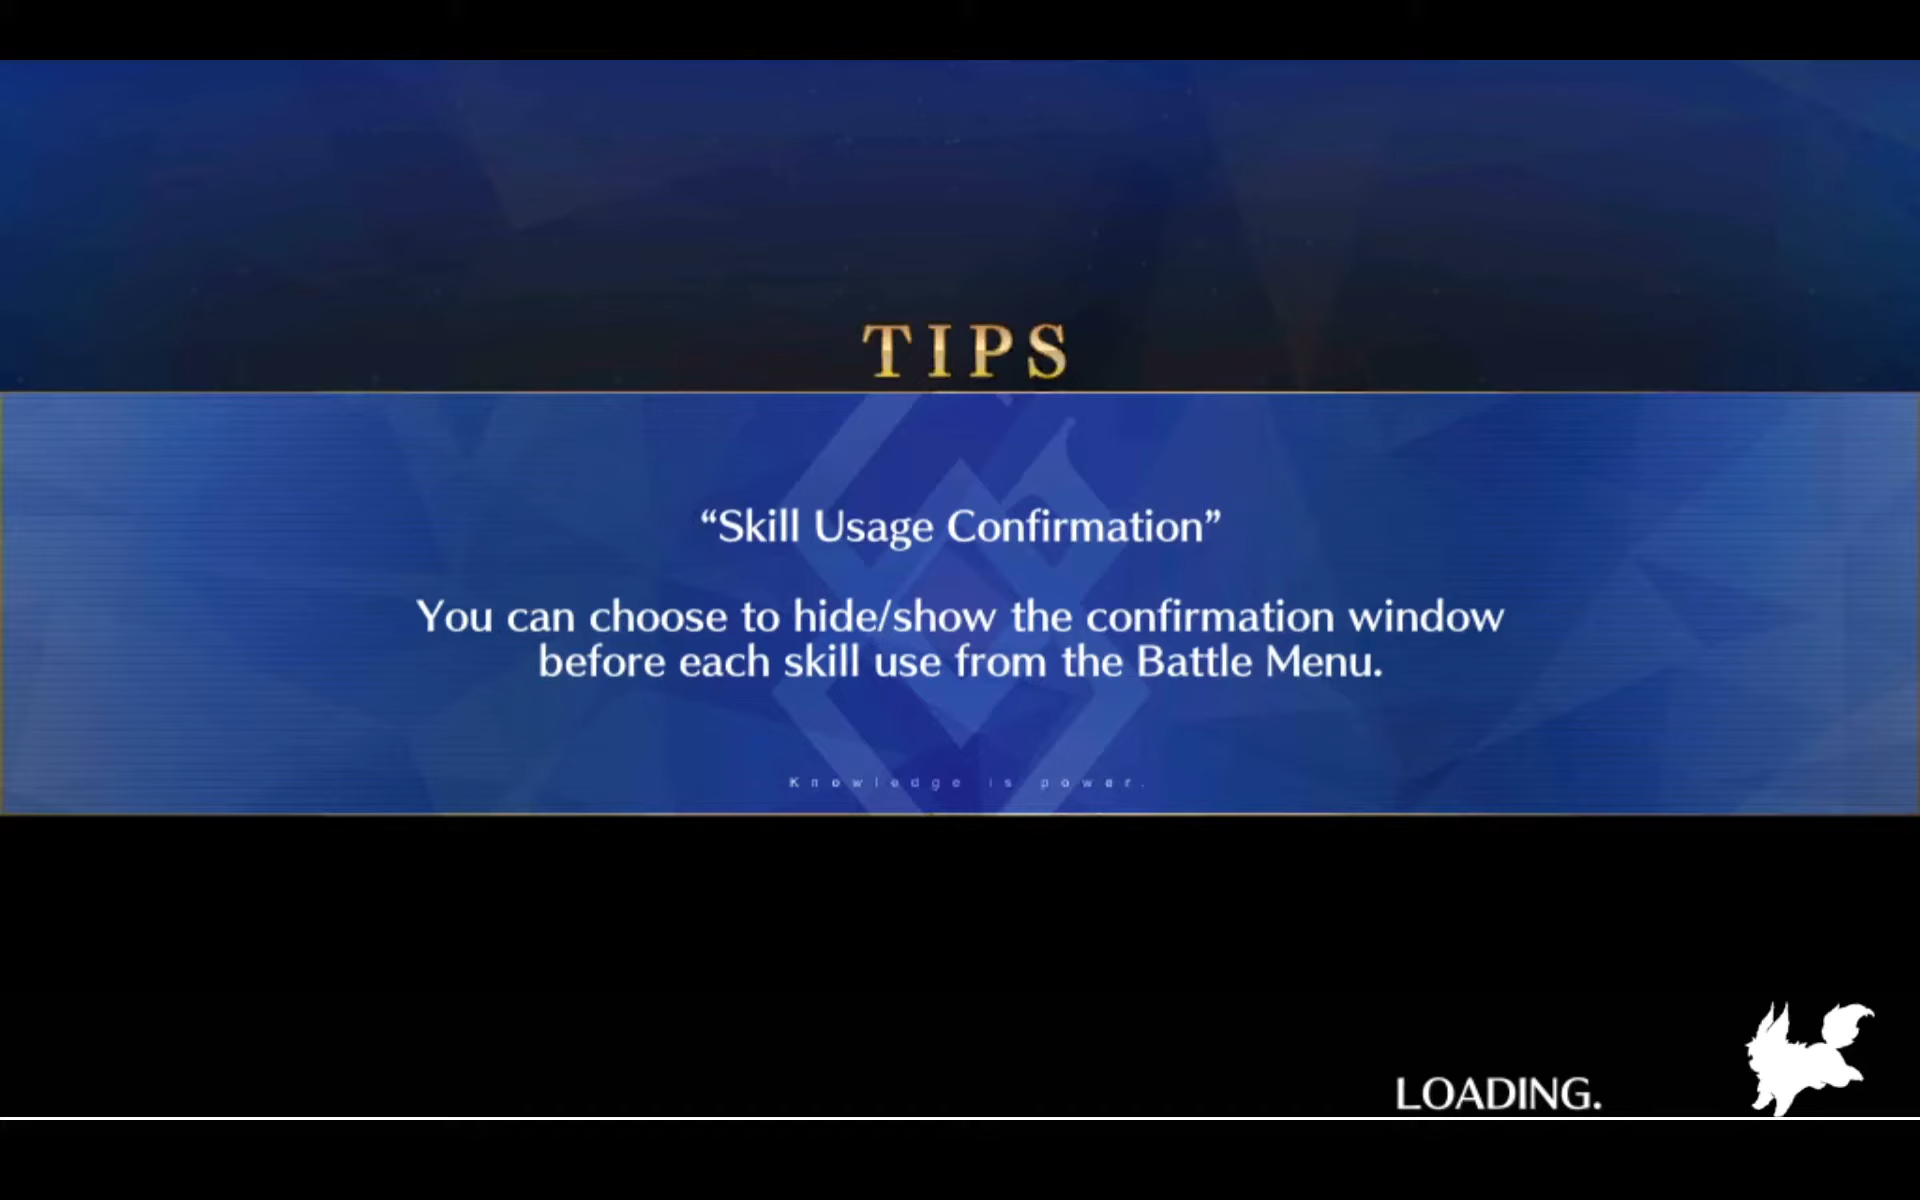 TIPS
“Skill Usage Confirmation”
You can choose to hide/show the confirmation window
before each skill use from the Battle Menu.
Knowledge is power.
LOADING.